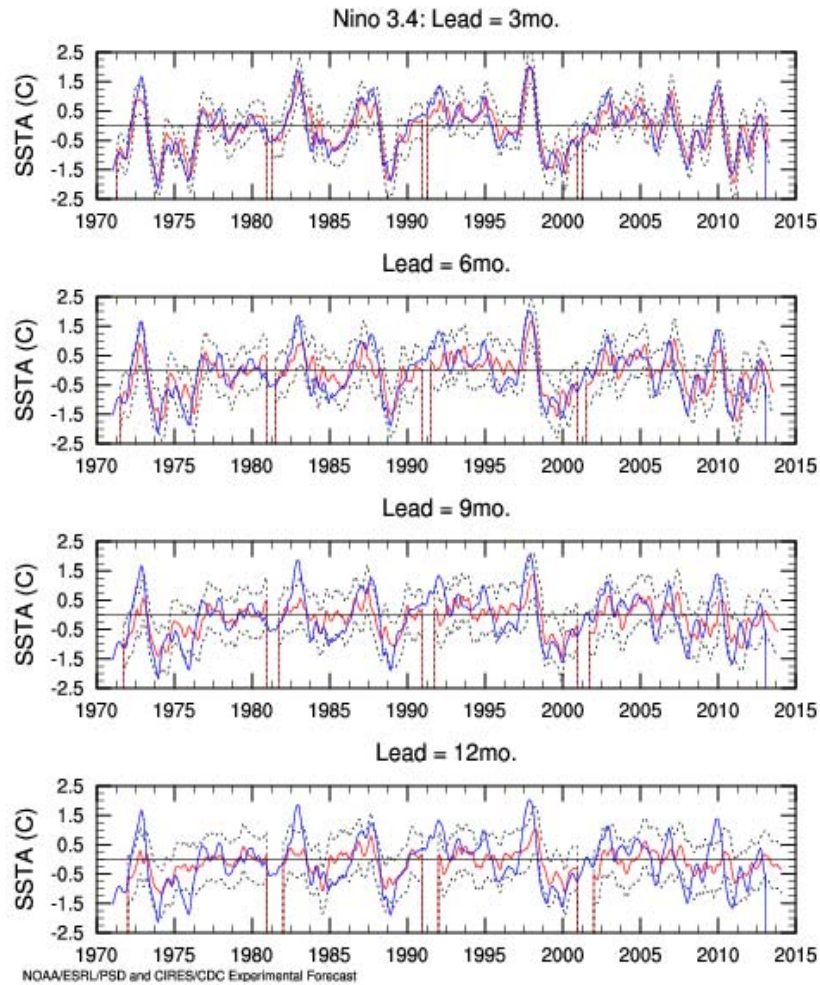 Nino 3.4: Lead = 3mo.
SSTA (C)
2.5
1.5
0.5
-0.5
-1.5
-2.5
1970 1975 1980 1985 1990 1995 2000 2005 2010 2015
Lead = 6mo.
SSTA (C)
2.5
1.5
0.5
-0.5
-1.5
-2.5
1970 1975 1980 1985 1990 1995 2000 2005 2010 2015
Lead = 9mo.
SSTA (C)
2.5
1.5
0.5
-0.5
-1.5
-2.5
1970 1975 1980 1985 1990 1995 2000 2005 2010 2015
Lead = 12mo.
SSTA (C)
2.5
1.5
0.5
-0.5
-1.5
-2.5
1970 1975 1980 1985 1990 1995 2000 2005 2010 2015
NOAA/ESRL/PSD and CIRES/CDC Experimental Forecast